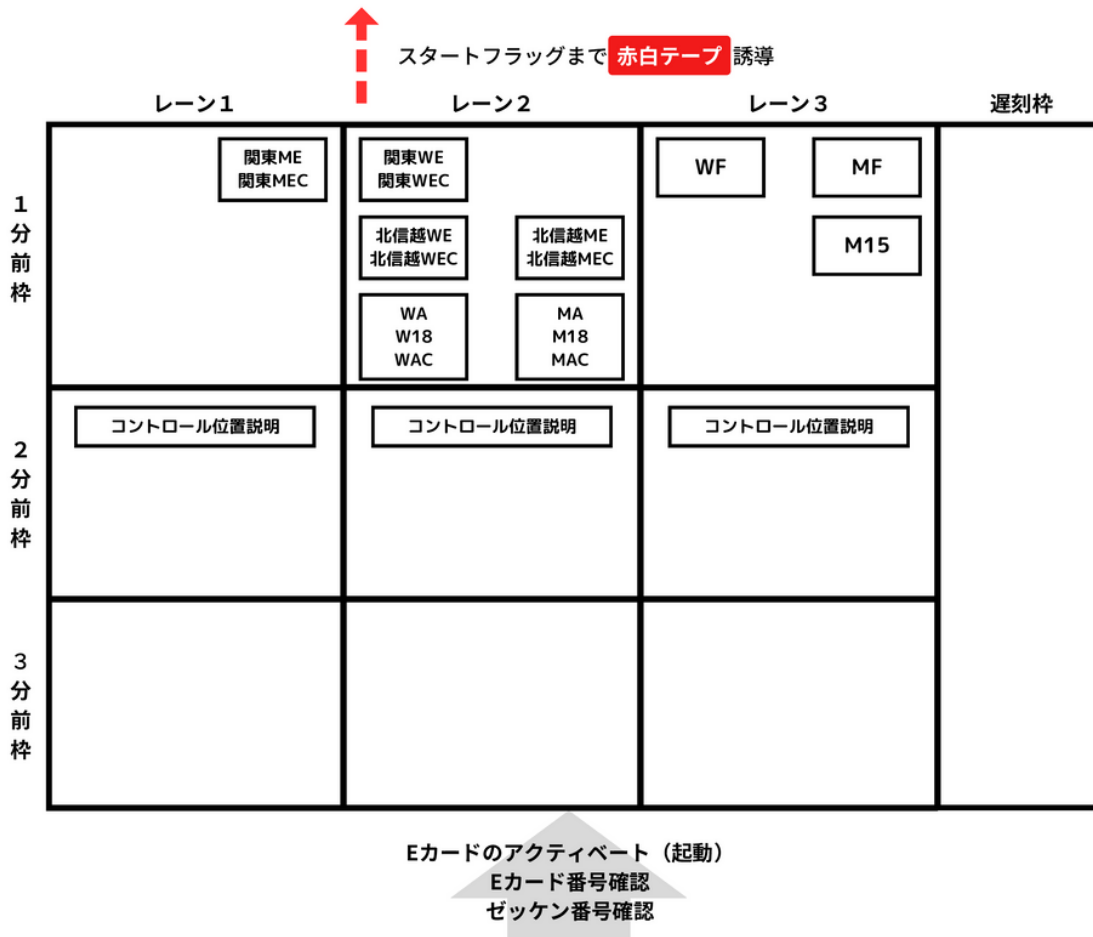 スタートフラッグまで 赤白テープ 誘導
レーン１
レーン２
レーン３
遅刻枠
１分前枠
関東ME
関東MEC
関東WE
関東WEC
北信越WE
北信越WEC
北信越ME
北信越MEC
WA
W18
WAC
MA
M18
MAC
WF
MF
M15
２分前枠
コントロール位置説明
コントロール位置説明
コントロール位置説明
３分前枠
Eカードのアクティベート（起動）
Eカード番号確認
ゼッケン番号確認